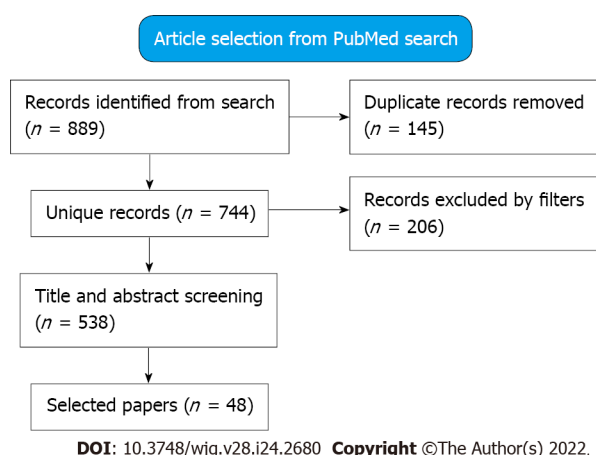 Article selection from PubMed search
Records identified from search
(n = 889)
Duplicate records removed
(n = 145)
Unique records (n = 744)
Records excluded by filters
(n = 206)
Title and abstract screening
(n = 538)
Selected papers (n = 48)
DOI: 10.3748/wjg.v28.i24.2680 Copyright ©The Author(s) 2022.